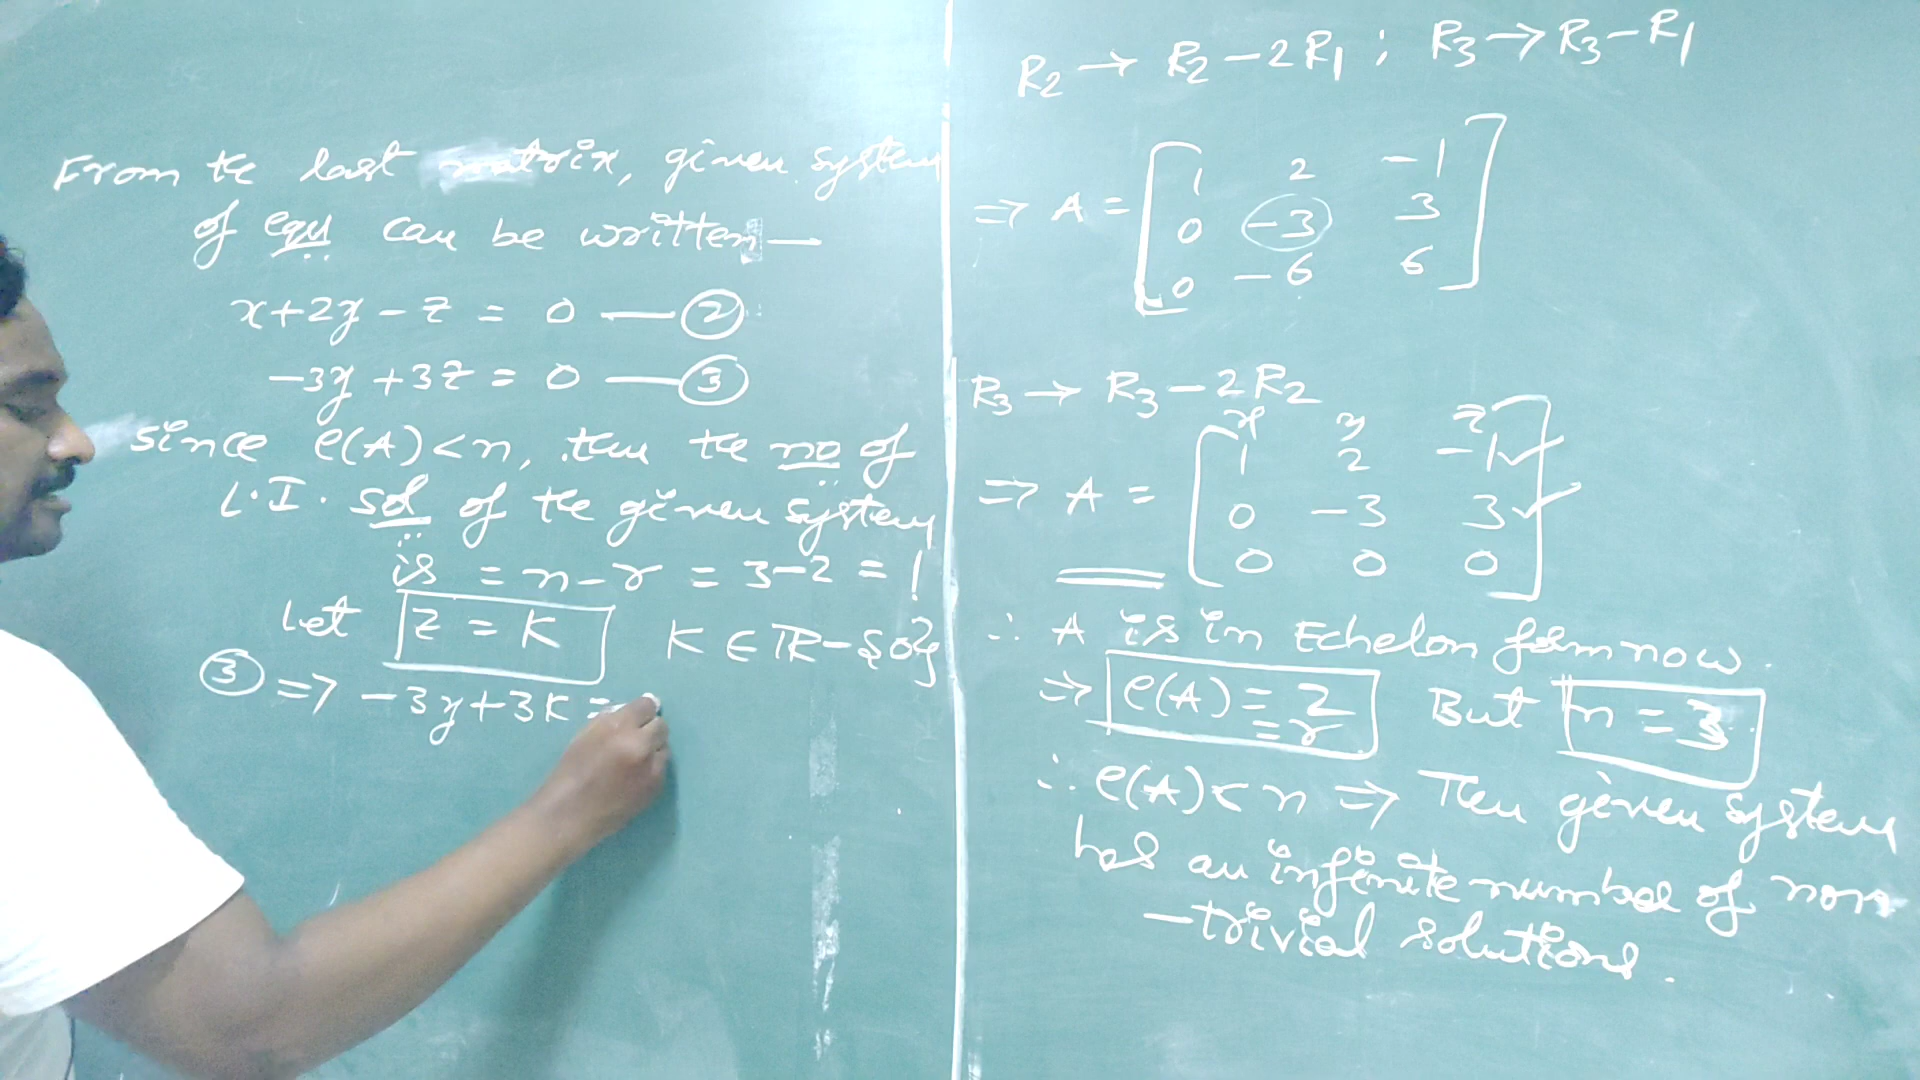 From the last matrix, given system
of equ can be written —
x+2y-z = 0 — ②
-3y+3z = 0 — ③
since ρ(A)<n, then the no of
L.I. sol of the given system
is = n-r = 3-2 = 1
Let z = K K ∈ R-{0}
③ ⇒ -3y+3K =
R2 → R2-2R1 ; R3 → R3-R1
⇒ A = [ 1 2 -1
0 -3 3
0 -6 6 ]
R3 → R3-2R2
x y z
⇒ A = [ 1 2 -1 ✓
0 -3 3 ✓
0 0 0 ]
∴ A is in Echelon form now.
⇒ ρ(A) = 2 But n = 3
= r
∴ ρ(A)<n ⇒ The given system
has an infinite number of non
-trivial solutions.